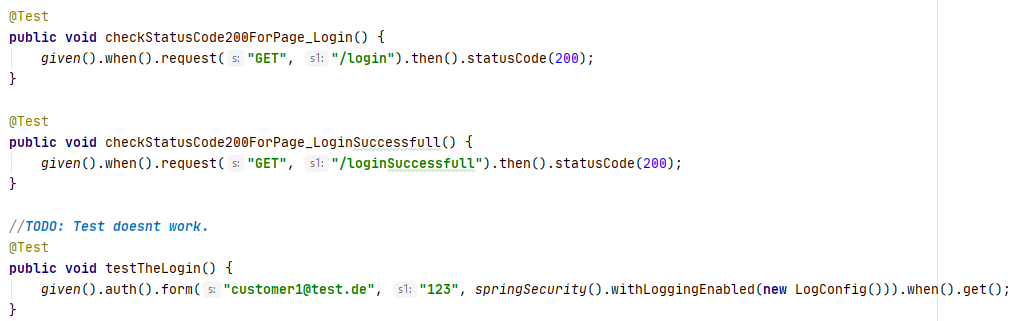 @Test
public void checkStatusCode200ForPage_Login() {
    given().when().request( s: "GET", s1: "/login").then().statusCode(200);
}
@Test
public void checkStatusCode200ForPage_LoginSuccessfull() {
    given().when().request( s: "GET", s1: "/loginSuccessfull").then().statusCode(200);
}
//TODO: Test doesnt work.
@Test
public void testTheLogin() {
    given().auth().form( s: "customer1@test.de", s1: "123", springSecurity().withLoggingEnabled(new LogConfig())).when().get();
}